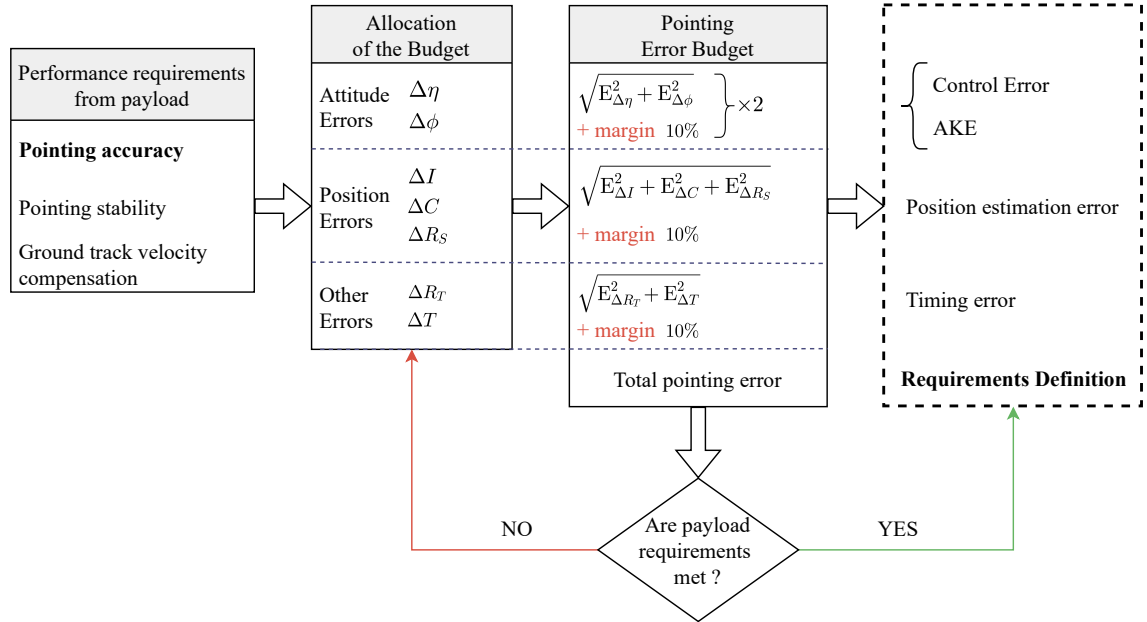 Performance requirements
from payload
Pointing accuracy
Pointing stability
Ground track velocity
compensation
Allocation
of the Budget
Attitude
Errors
Δη
Δϕ
Position
Errors
ΔI
ΔC
ΔR_S
Other
Errors
ΔR_T
ΔT
Pointing
Error Budget
√(E²_Δη + E²_Δϕ)
+ margin 10%
×2
√(E²_ΔI + E²_ΔC + E²_ΔR_S)
+ margin 10%
√(E²_ΔR_T + E²_ΔT)
+ margin 10%
Total pointing error
Control Error
AKE
Position estimation error
Timing error
Requirements Definition
NO
Are payload
requirements
met ?
YES